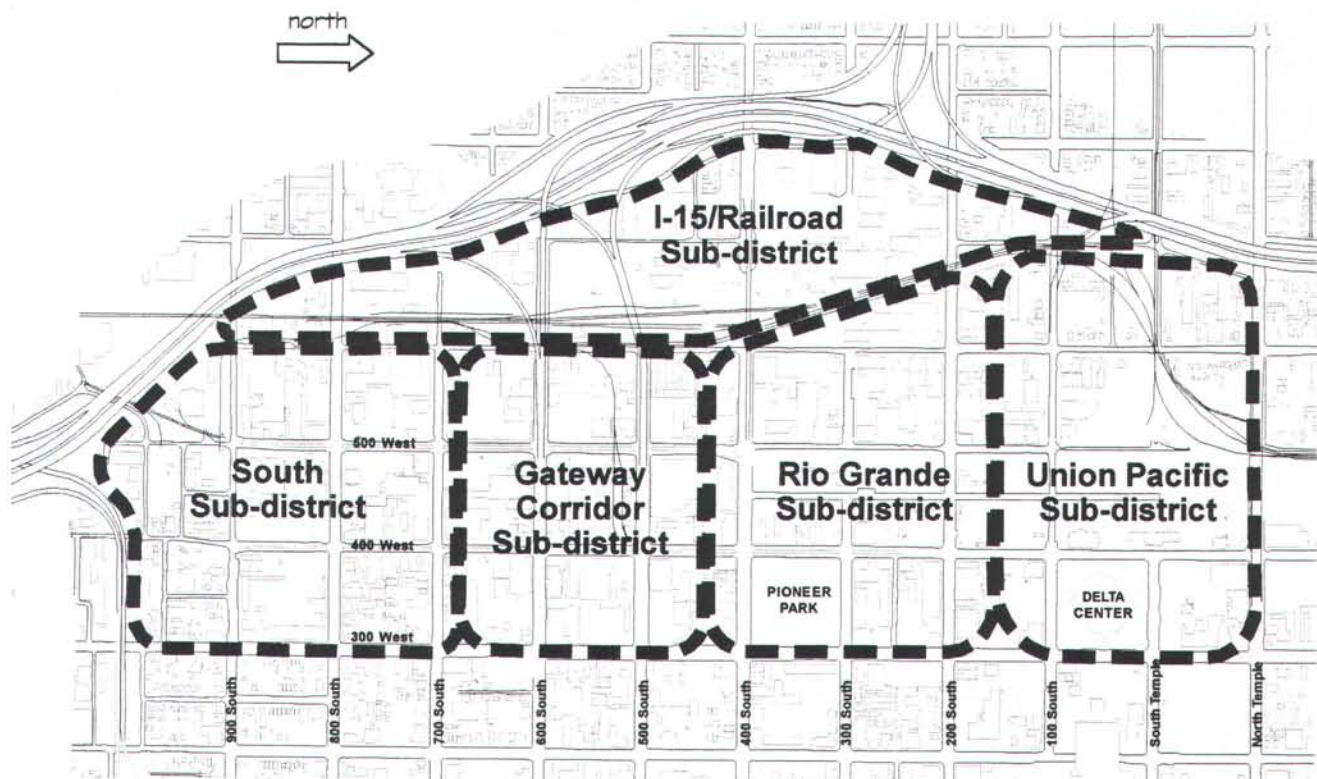 north
I-15/Railroad
Sub-district
500 West
South
Sub-district
Gateway
Corridor
Sub-district
Rio Grande
Sub-district
Union Pacific
Sub-district
400 West
PIONEER
PARK
DELTA
CENTER
300 West
900 South
800 South
700 South
600 South
500 South
400 South
300 South
200 South
100 South
South Temple
North Temple